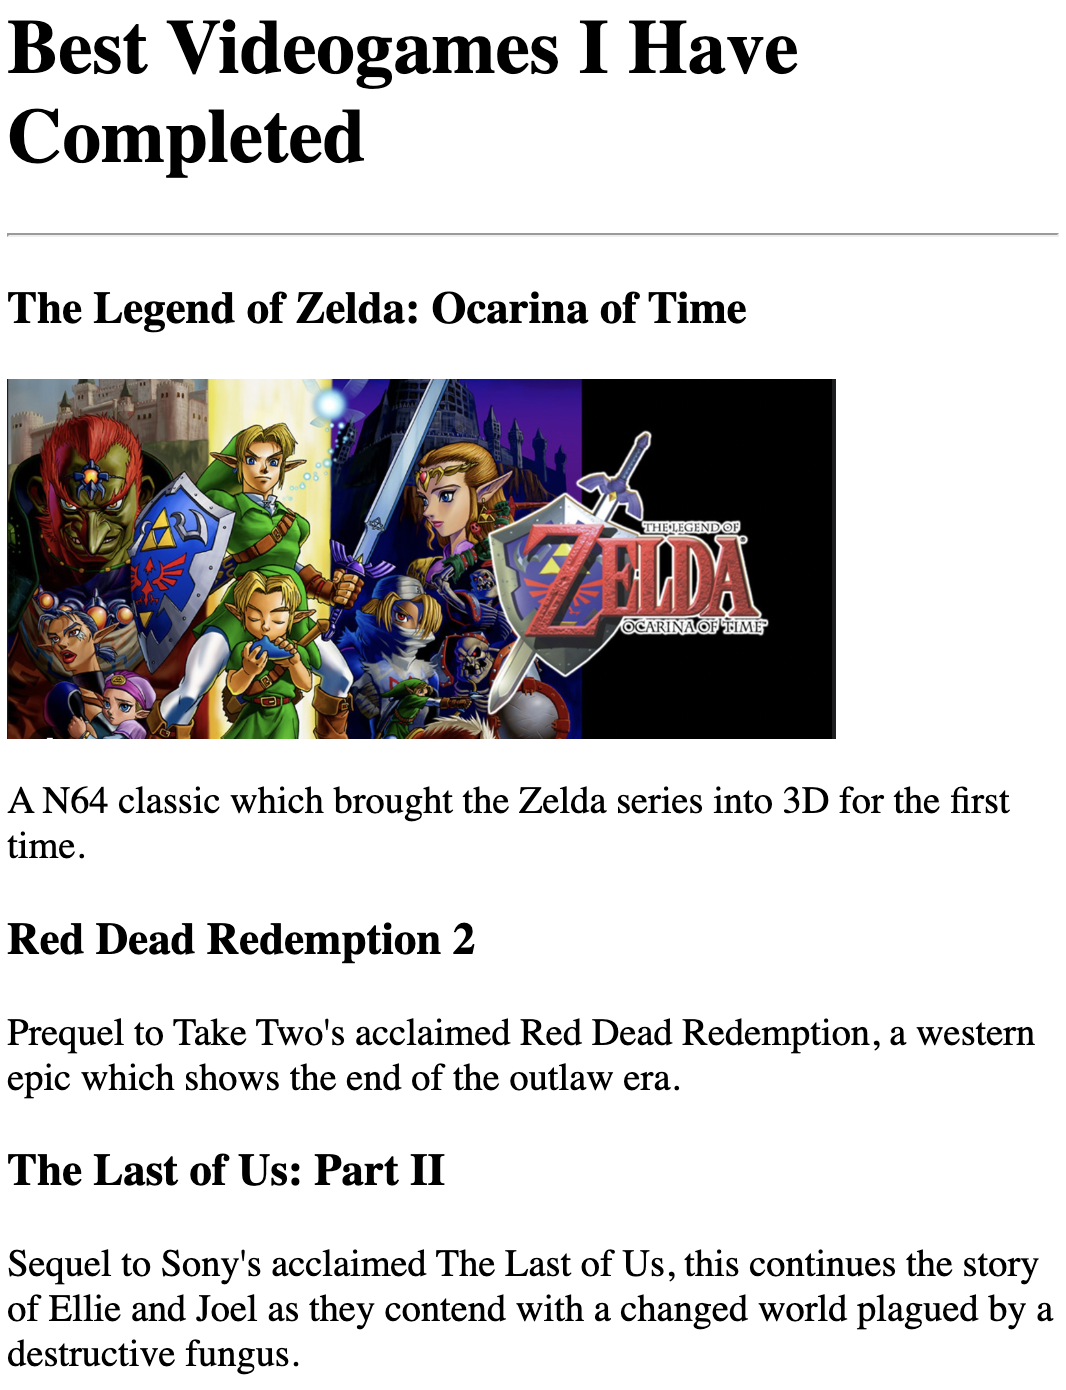 Best Videogames I Have
Completed
The Legend of Zelda: Ocarina of Time
THE LEGEND OF
ZELDA
OCARINA OF TIME
A N64 classic which brought the Zelda series into 3D for the first
time.
Red Dead Redemption 2
Prequel to Take Two's acclaimed Red Dead Redemption, a western
epic which shows the end of the outlaw era.
The Last of Us: Part II
Sequel to Sony's acclaimed The Last of Us, this continues the story
of Ellie and Joel as they contend with a changed world plagued by a
destructive fungus.